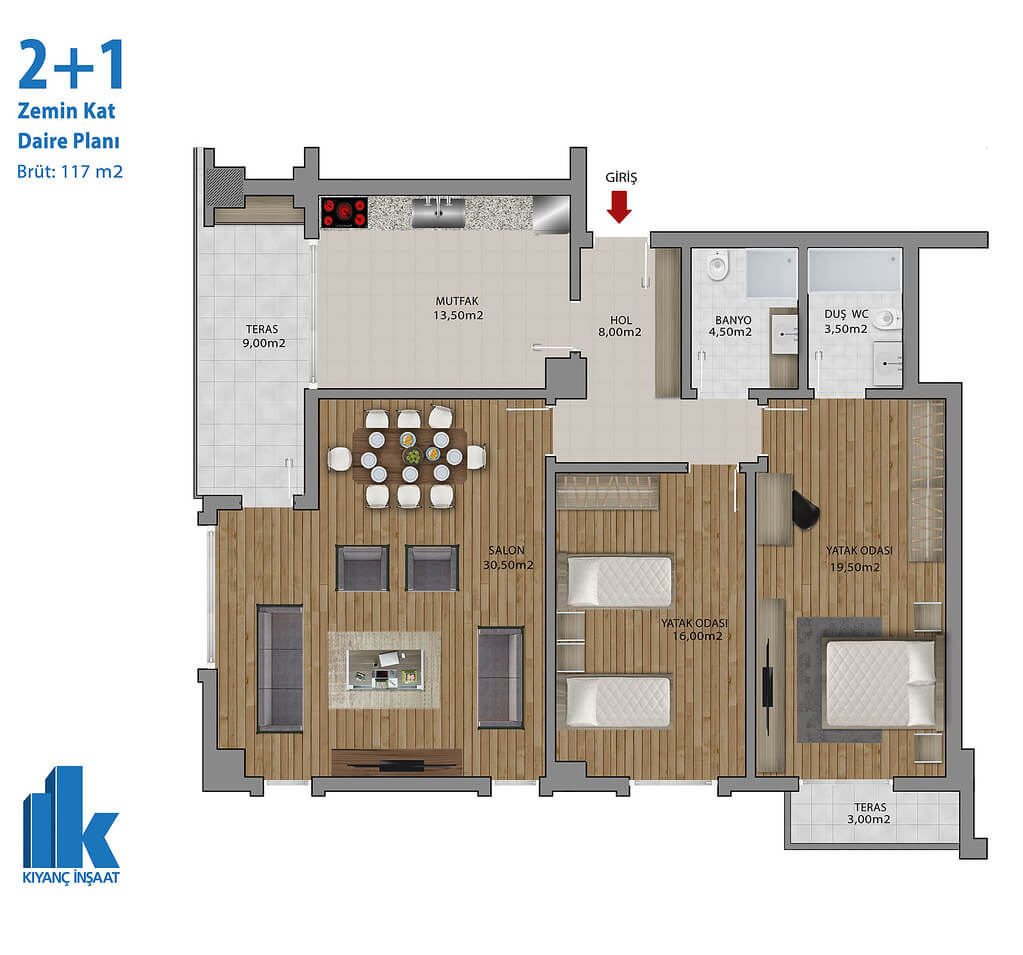 2+1
Zemin Kat
Daire Planı
Brüt: 117 m2
GİRİŞ
MUTFAK
13,50m2
TERAS
9,00m2
HOL
8,00m2
BANYO
4,50m2
DUŞ WC
3,50m2
SALON
30,50m2
YATAK ODASI
19,50m2
YATAK ODASI
16,00m2
TERAS
3,00m2
k
KIYANÇ İNŞAAT